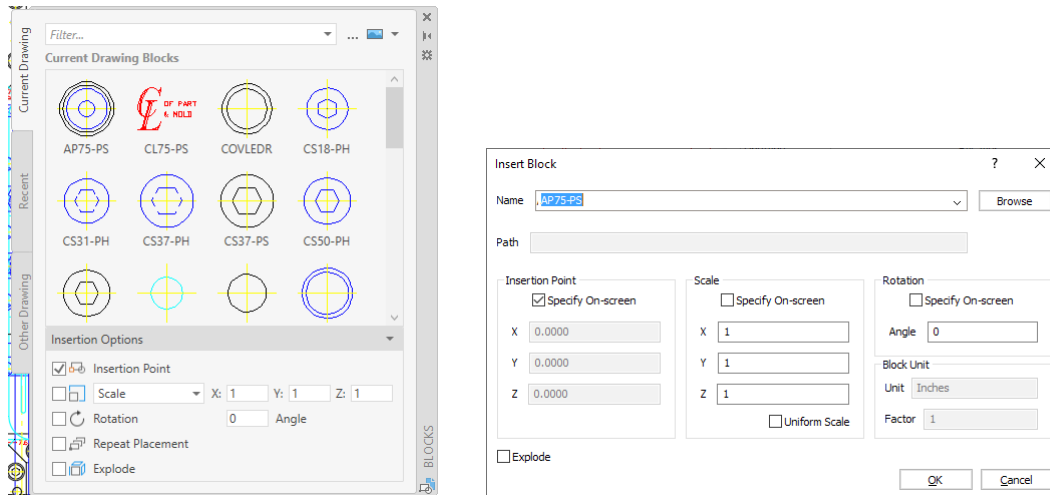 Filter...
...
Current Drawing Blocks
Current Drawing
Recent
Other Drawing
OF PART
& MOLD
AP75-PS CL75-PS COVLEDR CS18-PH
CS31-PH CS37-PH CS37-PS CS50-PH
Insertion Options
Insertion Point
Scale X: 1 Y: 1 Z: 1
Rotation 0 Angle
Repeat Placement
Explode
BLOCKS
Insert Block ?
Name AP75-PS Browse
Path
Insertion Point Scale Rotation
Specify On-screen Specify On-screen Specify On-screen
X 0.0000 X 1 Angle 0
Y 0.0000 Y 1 Block Unit
Z 0.0000 Z 1 Unit Inches
Uniform Scale Factor 1
Explode
OK Cancel